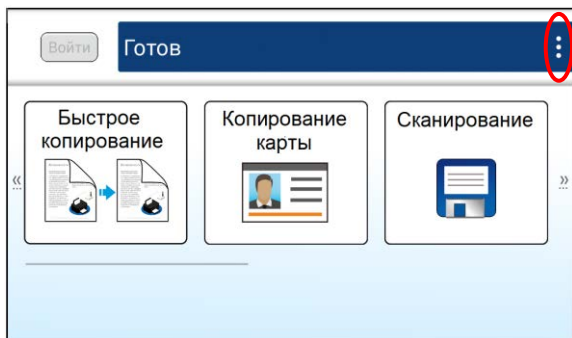 Войти
Готов
Быстрое
копирование
Копирование
карты
Сканирование
«
»